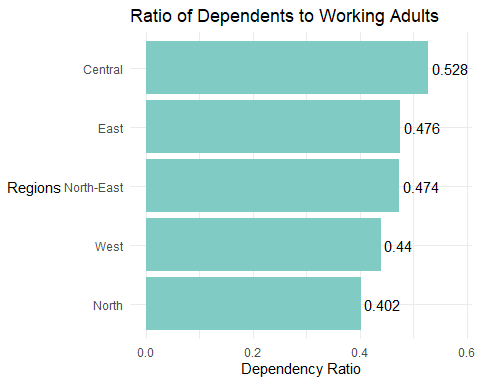 Ratio of Dependents to Working Adults
Central 0.528
East 0.476
Regions North-East 0.474
West 0.44
North 0.402
0.0 0.2 0.4 0.6
Dependency Ratio